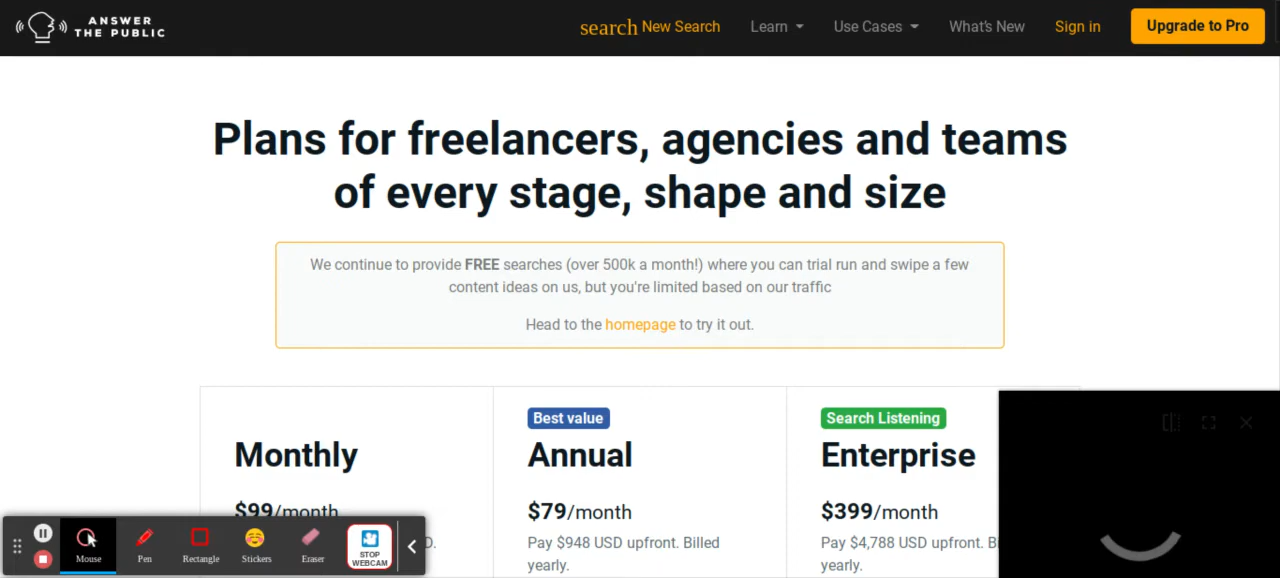 ANSWER
THE PUBLIC
search New Search
Learn
Use Cases
What's New
Sign in
Upgrade to Pro
Plans for freelancers, agencies and teams
of every stage, shape and size
We continue to provide FREE searches (over 500k a month!) where you can trial run and swipe a few
content ideas on us, but you're limited based on our traffic
Head to the homepage to try it out.
Monthly
$99/month
D.
Best value
Annual
$79/month
Pay $948 USD upfront. Billed
yearly.
Search Listening
Enterprise
$399/month
Pay $4,788 USD upfront. B
yearly.
Mouse
Pen
Rectangle
Stickers
Eraser
STOP
WEBCAM